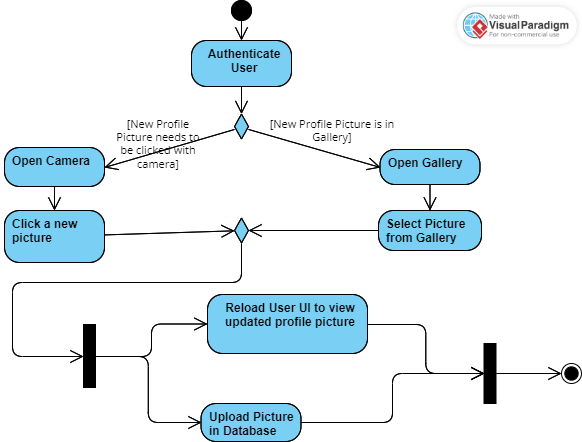 Made with
VisualParadigm
For non-commercial use
Authenticate
User
[New Profile
Picture needs to
be clicked with
camera]
[New Profile Picture is in
Gallery]
Open Camera
Open Gallery
Click a new
picture
Select Picture
from Gallery
Reload User UI to view
updated profile picture
Upload Picture
in Database